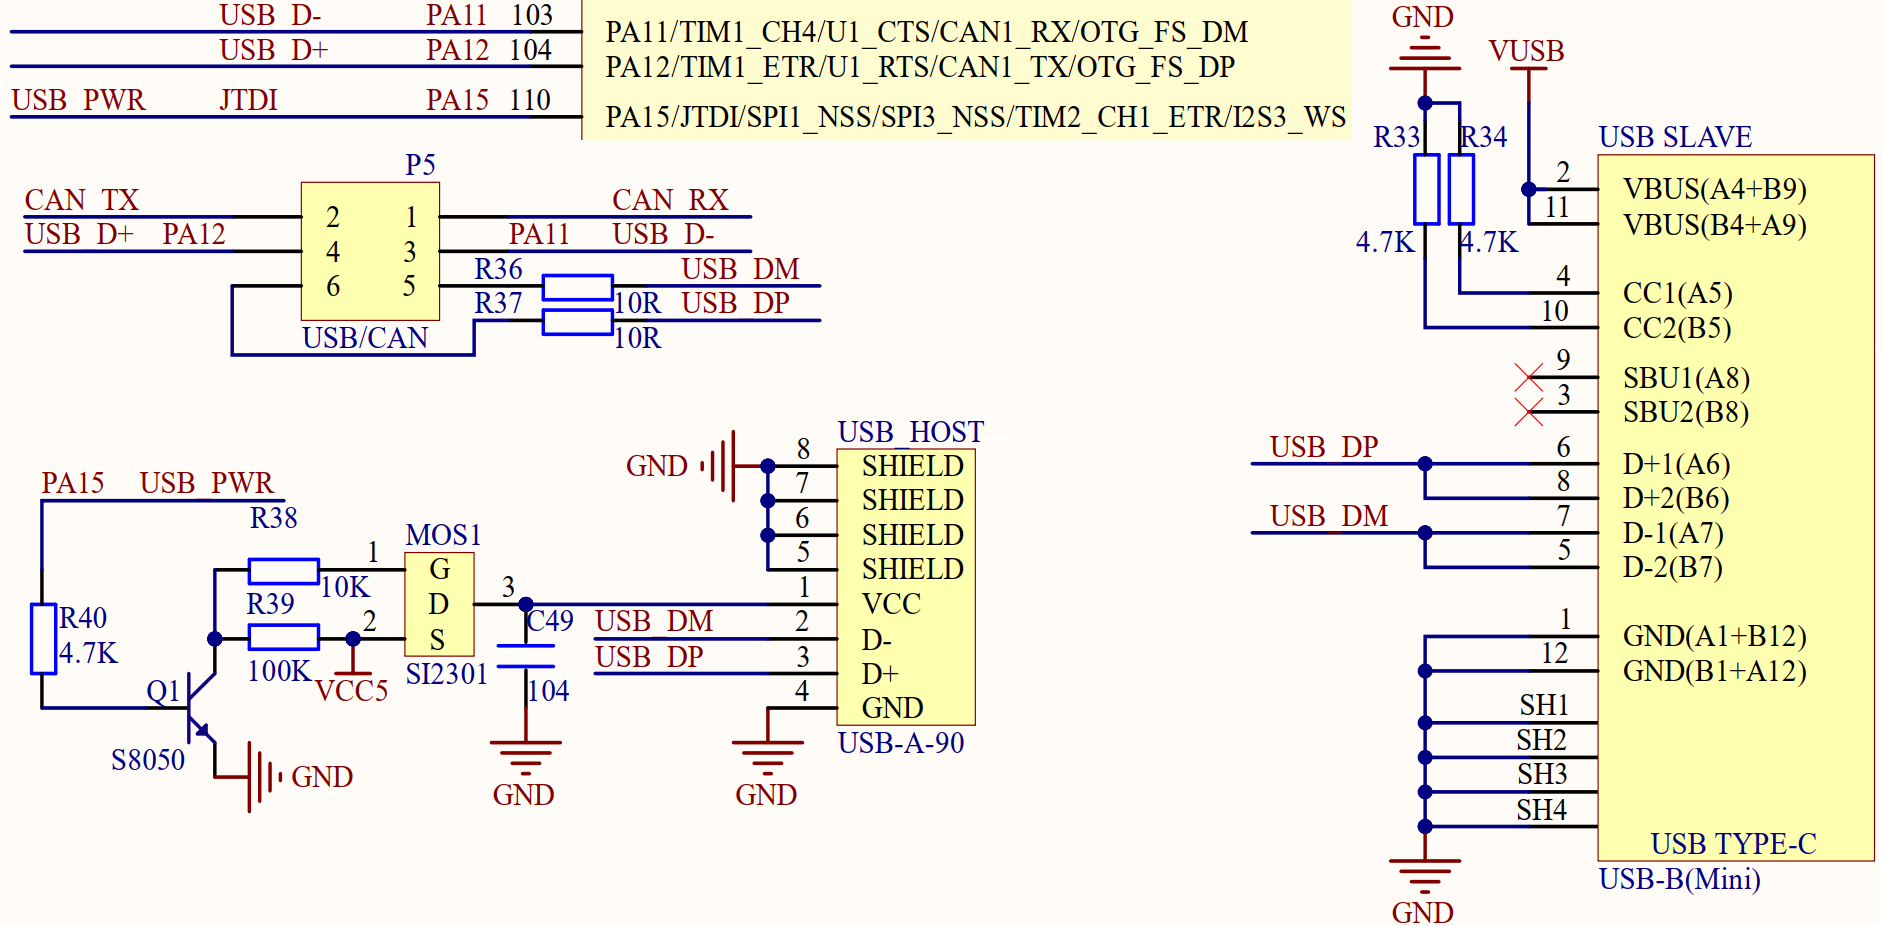 USB_D- PA11 103 PA11/TIM1_CH4/U1_CTS/CAN1_RX/OTG_FS_DM
USB_D+ PA12 104 PA12/TIM1_ETR/U1_RTS/CAN1_TX/OTG_FS_DP
USB_PWR JTDI PA15 110 PA15/JTDI/SPI1_NSS/SPI3_NSS/TIM2_CH1_ETR/I2S3_WS
P5
CAN_TX 2 1 CAN_RX
USB_D+ PA12 4 3 PA11 USB_D-
6 5 R36 10R USB_DM
R37 10R USB_DP
USB/CAN
PA15 USB_PWR
R38
10K
R39
100K
R40
4.7K
Q1
S8050
GND
VCC5
MOS1
1 G
D 3
2 S
SI2301
C49
104
GND
USB_HOST
GND
8 SHIELD
7 SHIELD
6 SHIELD
5 SHIELD
1 VCC
USB_DM 2 D-
USB_DP 3 D+
4 GND
USB-A-90
GND
GND
VUSB
R33 R34
4.7K 4.7K
USB SLAVE
2 VBUS(A4+B9)
11 VBUS(B4+A9)
4 CC1(A5)
10 CC2(B5)
9 SBU1(A8)
3 SBU2(B8)
USB_DP 6 D+1(A6)
8 D+2(B6)
USB_DM 7 D-1(A7)
5 D-2(B7)
1 GND(A1+B12)
12 GND(B1+A12)
SH1
SH2
SH3
SH4
USB TYPE-C
USB-B(Mini)
GND